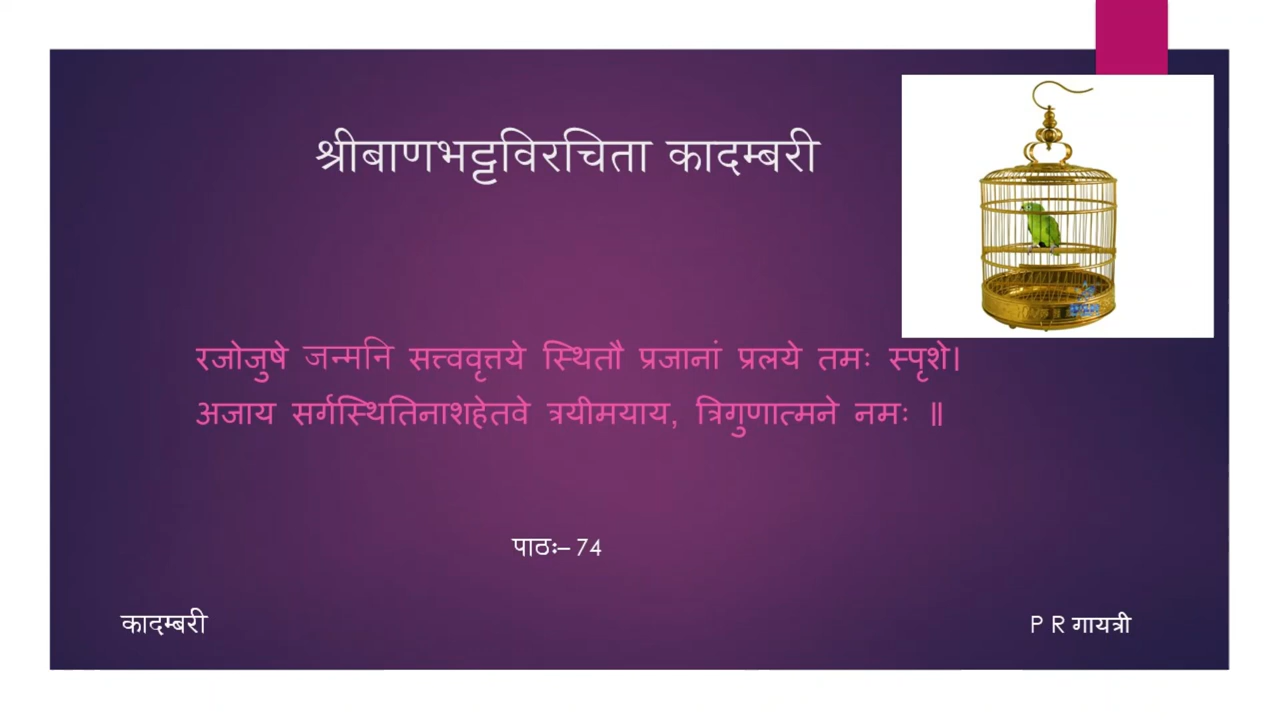 श्रीबाणभट्टविरचिता कादम्बरी
रजोजुषे जन्मनि सत्त्ववृत्तये स्थितौ प्रजानां प्रलये तमः स्पृशे।
अजाय सर्गस्थितिनाशहेतवे त्रयीमयाय, त्रिगुणात्मने नमः ॥
पाठः– 74
कादम्बरी
P R गायत्री